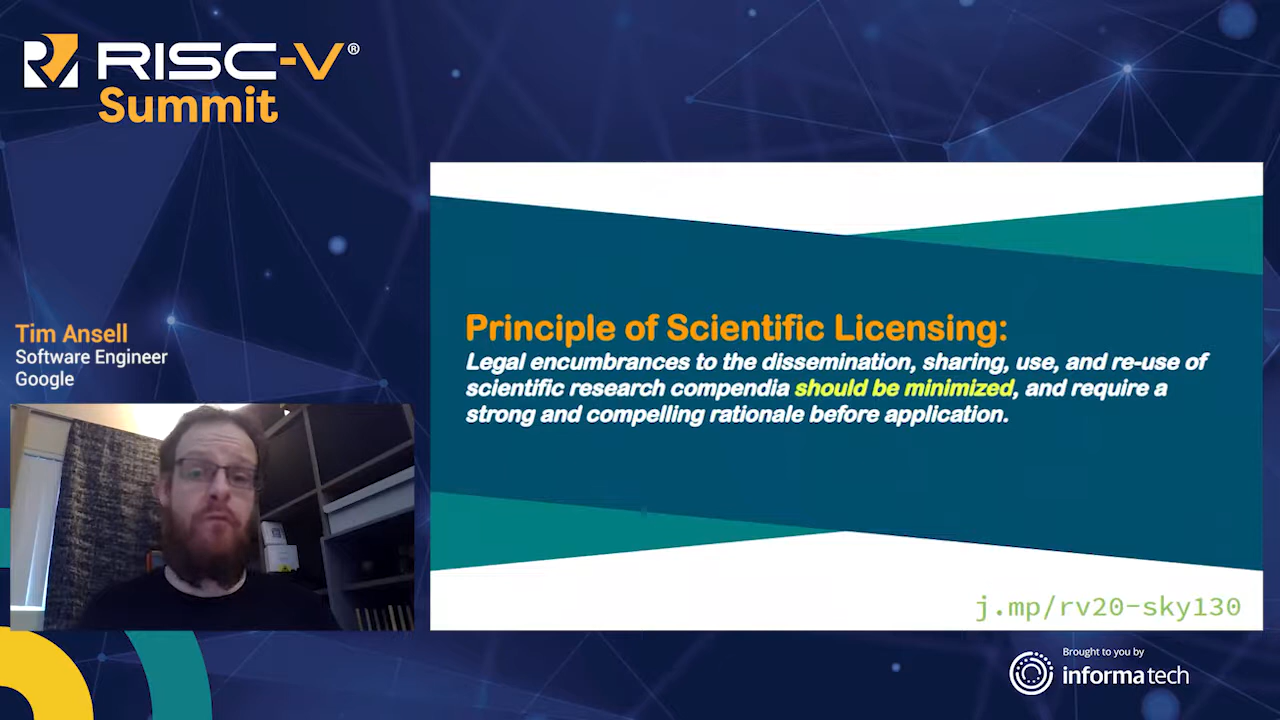 RISC-V®
Summit
Tim Ansell
Software Engineer
Google
Principle of Scientific Licensing:
Legal encumbrances to the dissemination, sharing, use, and re-use of
scientific research compendia should be minimized, and require a
strong and compelling rationale before application.
j.mp/rv20-sky130
Brought to you by
informa tech